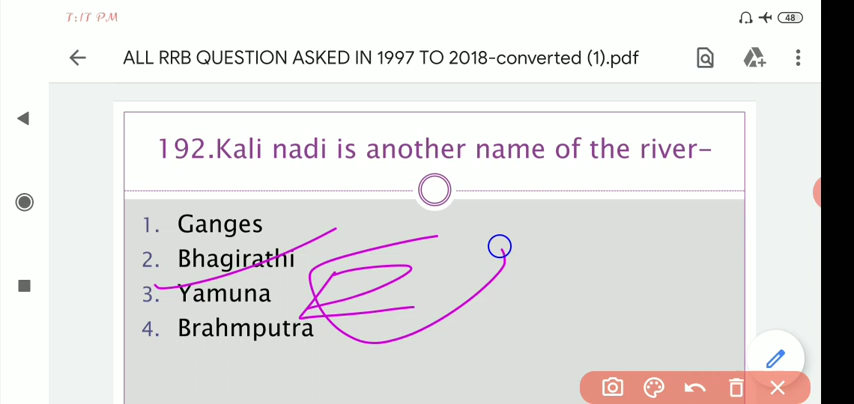 7:17 PM
48
ALL RRB QUESTION ASKED IN 1997 TO 2018-converted (1).pdf
192.Kali nadi is another name of the river-
1. Ganges
2. Bhagirathi
3. Yamuna
4. Brahmputra